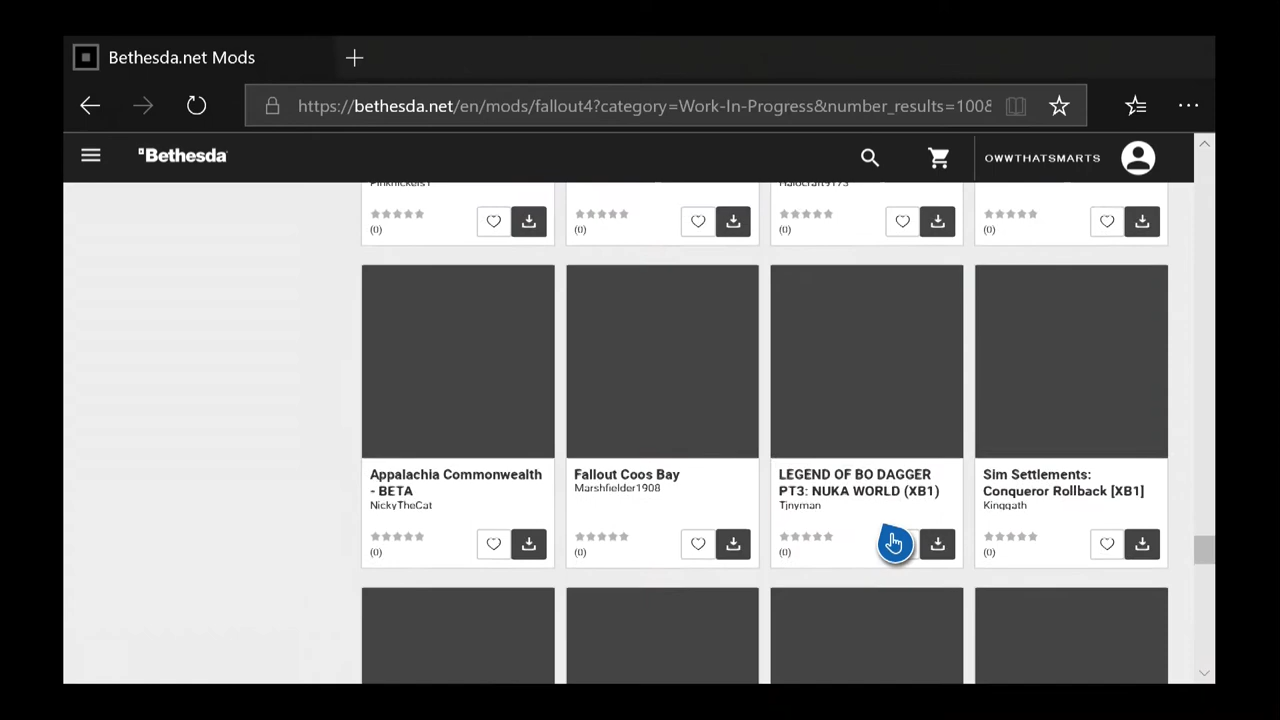 Bethesda.net Mods
https://bethesda.net/en/mods/fallout4?category=Work-In-Progress&number_results=100&
Bethesda
OWWTHATSMARTS
Pinknickels1
Halocraft9173
(0)
(0)
(0)
(0)
Appalachia Commonwealth
- BETA
NickyTheCat
(0)
Fallout Coos Bay
Marshfielder1908
(0)
LEGEND OF BO DAGGER
PT3: NUKA WORLD (XB1)
Tjnyman
(0)
Sim Settlements:
Conqueror Rollback [XB1]
Kinggath
(0)